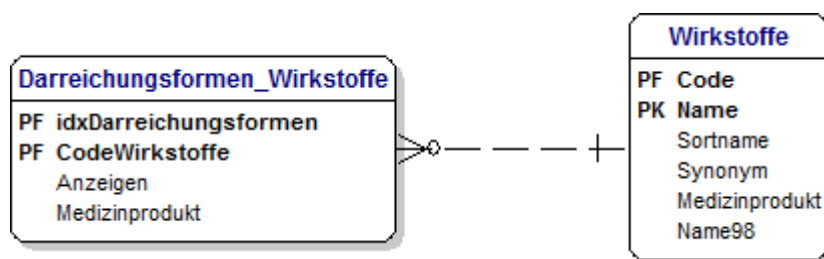 Darreichungsformen_Wirkstoffe
PF idxDarreichungsformen
PF CodeWirkstoffe
Anzeigen
Medizinprodukt
Wirkstoffe
PF Code
PK Name
Sortname
Synonym
Medizinprodukt
Name98